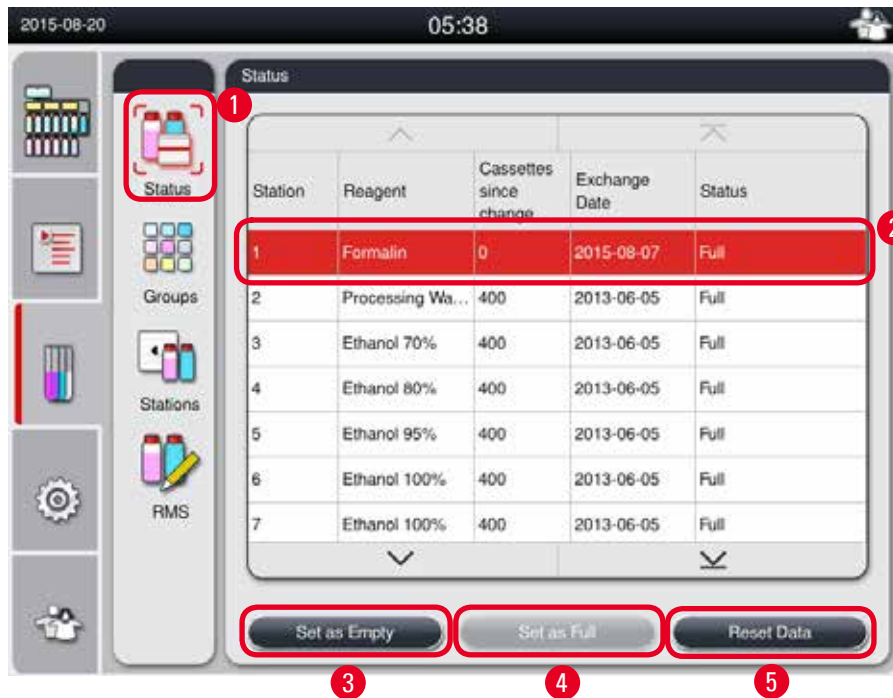 2015-08-20 05:38
Status
1
Status
Station Reagent Cassettes since change Exchange Date Status
2
1 Formalin 0 2015-08-07 Full
Groups
2 Processing Wa... 400 2013-06-05 Full
3 Ethanol 70% 400 2013-06-05 Full
Stations
4 Ethanol 80% 400 2013-06-05 Full
5 Ethanol 95% 400 2013-06-05 Full
RMS
6 Ethanol 100% 400 2013-06-05 Full
7 Ethanol 100% 400 2013-06-05 Full
Set as Empty Set as Full Reset Data
3 4 5